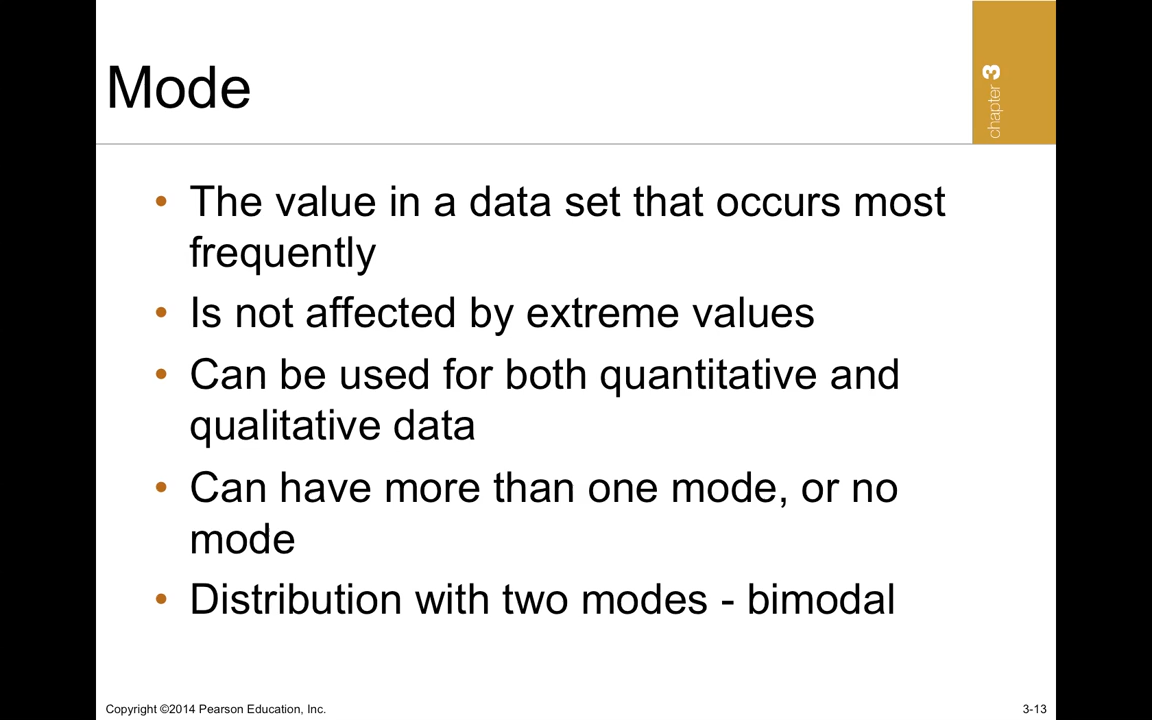 Mode
chapter 3
• The value in a data set that occurs most
frequently
• Is not affected by extreme values
• Can be used for both quantitative and
qualitative data
• Can have more than one mode, or no
mode
• Distribution with two modes - bimodal
Copyright ©2014 Pearson Education, Inc.
3-13